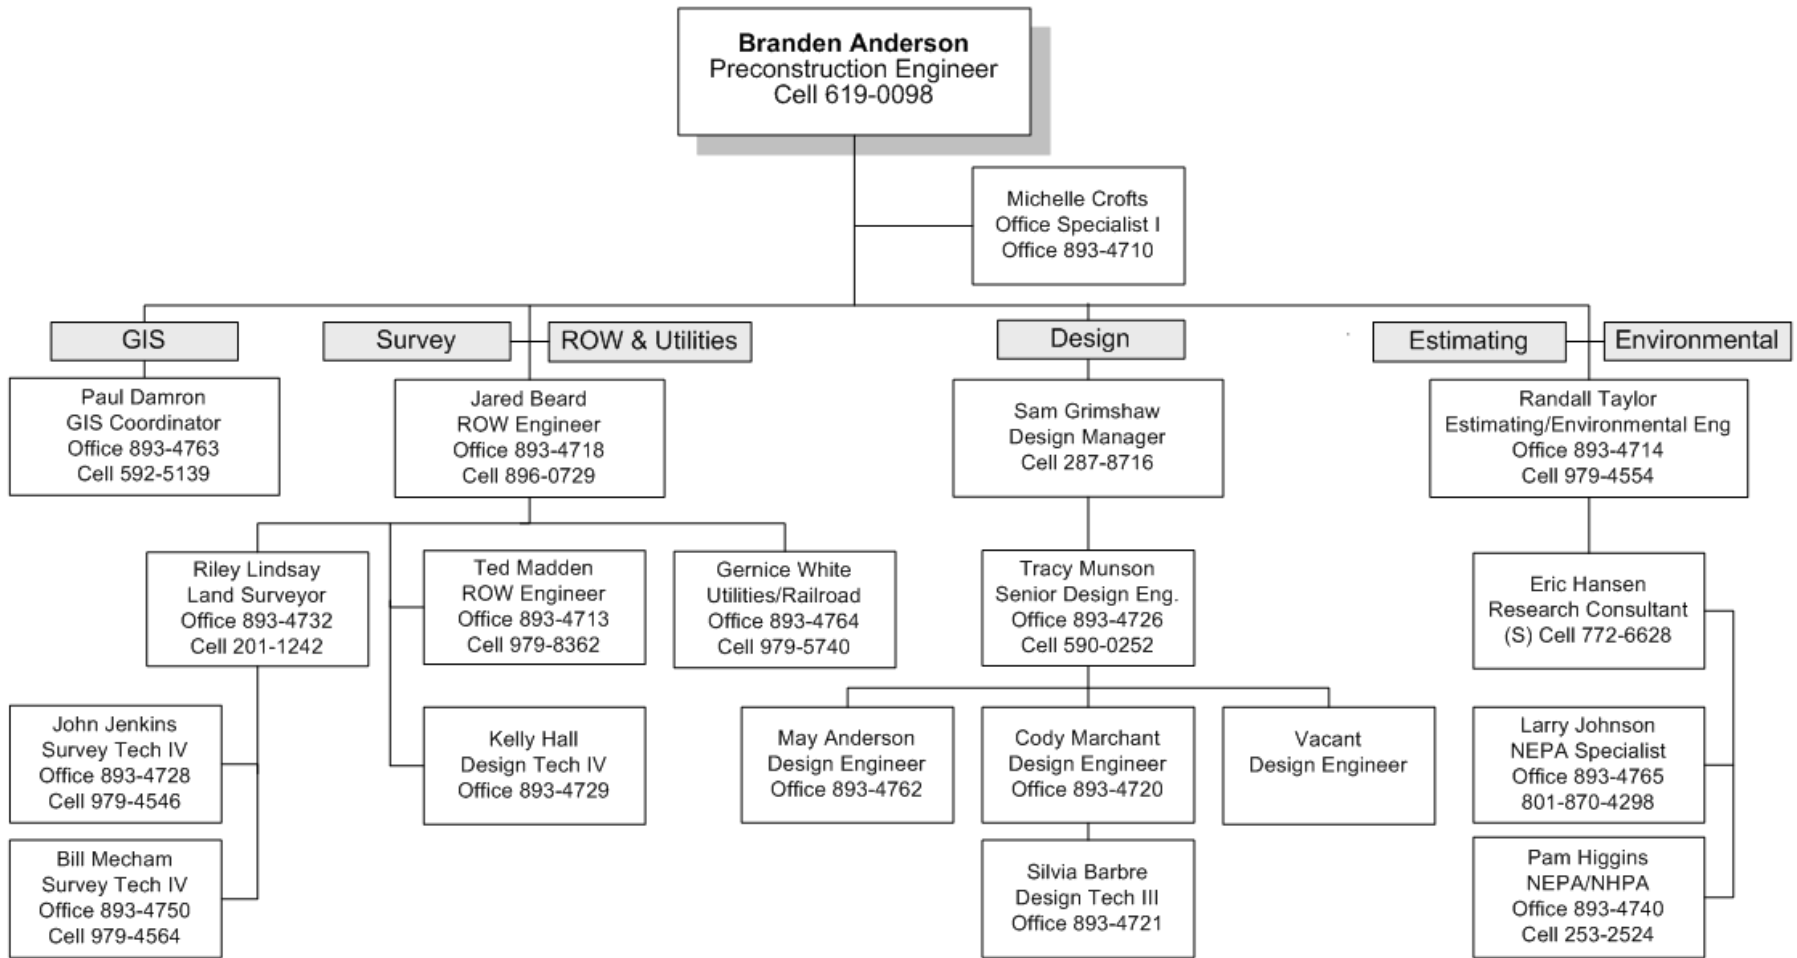 Branden Anderson
Preconstruction Engineer
Cell 619-0098
Michelle Crofts
Office Specialist I
Office 893-4710
GIS
Survey
ROW & Utilities
Design
Estimating
Environmental
Paul Damron
GIS Coordinator
Office 893-4763
Cell 592-5139
Jared Beard
ROW Engineer
Office 893-4718
Cell 896-0729
Sam Grimshaw
Design Manager
Cell 287-8716
Randall Taylor
Estimating/Environmental Eng
Office 893-4714
Cell 979-4554
Riley Lindsay
Land Surveyor
Office 893-4732
Cell 201-1242
Ted Madden
ROW Engineer
Office 893-4713
Cell 979-8362
Gernice White
Utilities/Railroad
Office 893-4764
Cell 979-5740
Tracy Munson
Senior Design Eng.
Office 893-4726
Cell 590-0252
Eric Hansen
Research Consultant
(S) Cell 772-6628
John Jenkins
Survey Tech IV
Office 893-4728
Cell 979-4546
Kelly Hall
Design Tech IV
Office 893-4729
May Anderson
Design Engineer
Office 893-4762
Cody Marchant
Design Engineer
Office 893-4720
Vacant
Design Engineer
Larry Johnson
NEPA Specialist
Office 893-4765
801-870-4298
Bill Mecham
Survey Tech IV
Office 893-4750
Cell 979-4564
Silvia Barbre
Design Tech III
Office 893-4721
Pam Higgins
NEPA/NHPA
Office 893-4740
Cell 253-2524